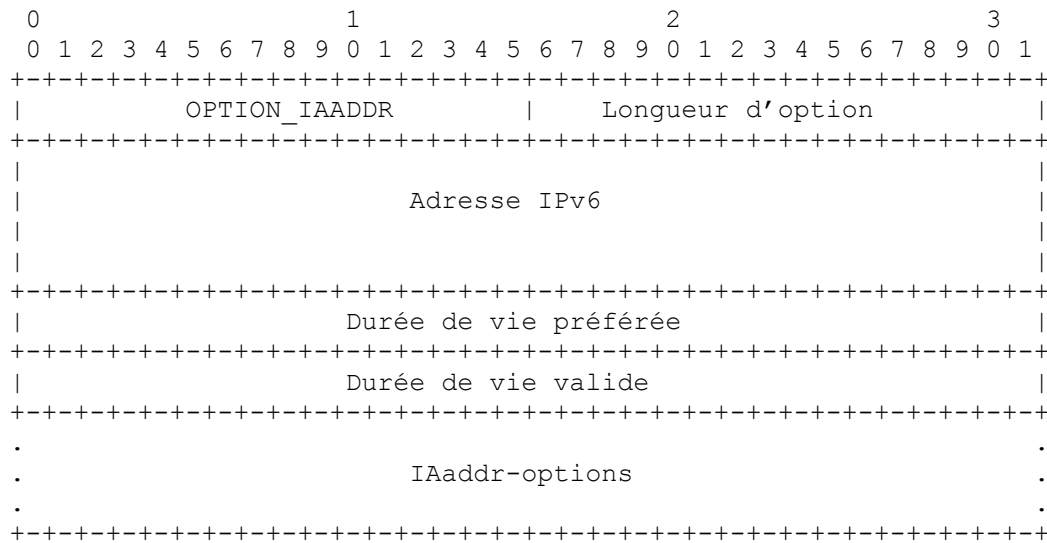 0                   1                   2                   3
 0 1 2 3 4 5 6 7 8 9 0 1 2 3 4 5 6 7 8 9 0 1 2 3 4 5 6 7 8 9 0 1
+-+-+-+-+-+-+-+-+-+-+-+-+-+-+-+-+-+-+-+-+-+-+-+-+-+-+-+-+-+-+-+-+
|          OPTION_IAADDR        |    Longueur d’option          |
+-+-+-+-+-+-+-+-+-+-+-+-+-+-+-+-+-+-+-+-+-+-+-+-+-+-+-+-+-+-+-+-+
|                                                               |
|                        Adresse IPv6                           |
|                                                               |
|                                                               |
+-+-+-+-+-+-+-+-+-+-+-+-+-+-+-+-+-+-+-+-+-+-+-+-+-+-+-+-+-+-+-+-+
|                    Durée de vie préférée                      |
+-+-+-+-+-+-+-+-+-+-+-+-+-+-+-+-+-+-+-+-+-+-+-+-+-+-+-+-+-+-+-+-+
|                    Durée de vie valide                        |
+-+-+-+-+-+-+-+-+-+-+-+-+-+-+-+-+-+-+-+-+-+-+-+-+-+-+-+-+-+-+-+-+
.                                                               .
.                        IAaddr-options                         .
.                                                               .
+-+-+-+-+-+-+-+-+-+-+-+-+-+-+-+-+-+-+-+-+-+-+-+-+-+-+-+-+-+-+-+-+